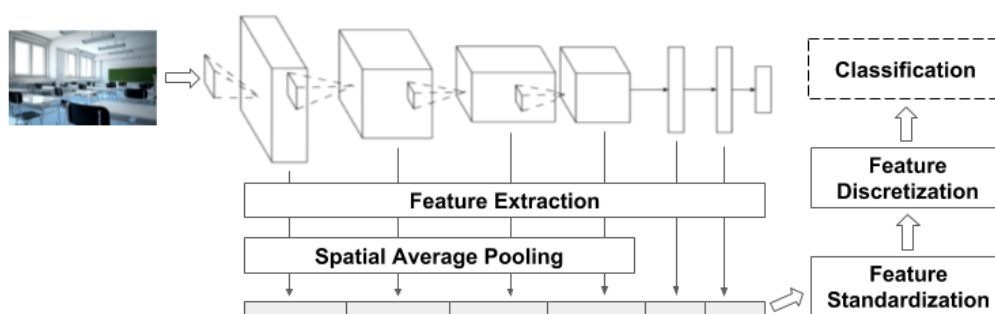 Classification
Feature
Discretization
Feature Extraction
Spatial Average Pooling
Feature
Standardization